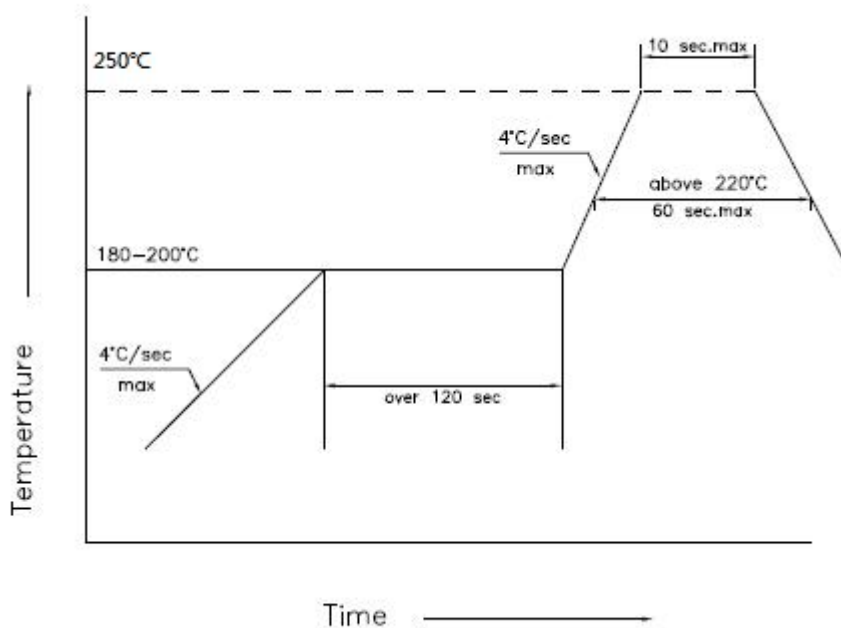 10 sec.max
250℃
4°C/sec
max
above 220°C
60 sec.max
180-200°C
4°C/sec
max
over 120 sec
Temperature
Time